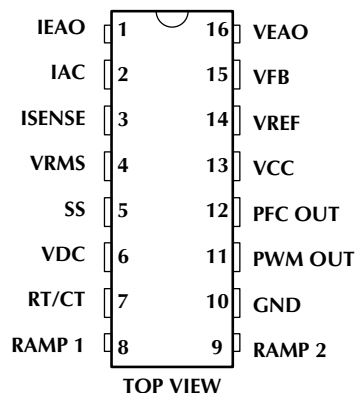 IEAO 1 16 VEAO
IAC 2 15 VFB
ISENSE 3 14 VREF
VRMS 4 13 VCC
SS 5 12 PFC OUT
VDC 6 11 PWM OUT
RT/CT 7 10 GND
RAMP 1 8 9 RAMP 2
TOP VIEW